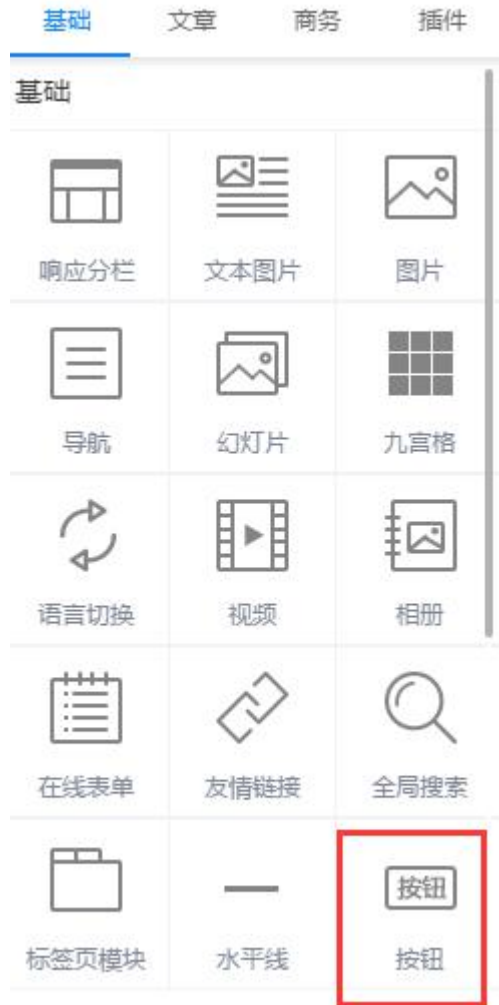 基础 文章 商务 插件
基础
响应分栏 文本图片 图片
导航 幻灯片 九宫格
语言切换 视频 相册
在线表单 友情链接 全局搜索
按钮
标签页模块 水平线 按钮